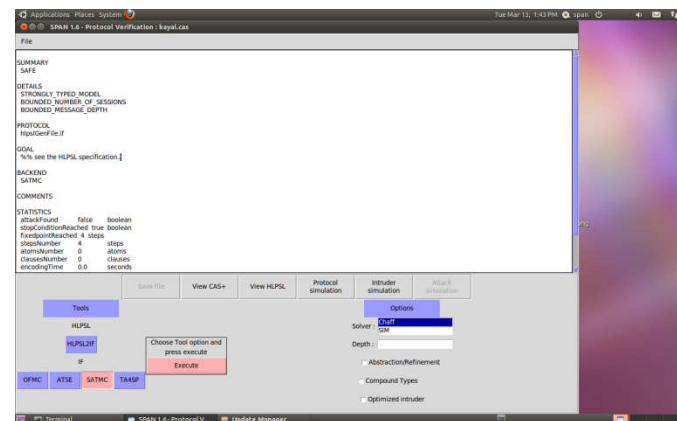 Applications Places System Tue Mar 13, 1:43 PM span
SPAN 1.6 - Protocol Verification : kayal.cas
File
SUMMARY
SAFE
DETAILS
STRONGLY_TYPED_MODEL
BOUNDED_NUMBER_OF_SESSIONS
BOUNDED_MESSAGE_DEPTH
PROTOCOL
hlpslGenFile.if
GOAL
%% see the HLPSL specification.
BACKEND
SATMC
COMMENTS
STATISTICS
attackFound false boolean
stopConditionReached true boolean
fixedpointReached 4 steps
stepsNumber 4 steps
atomsNumber 0 atoms
clausesNumber 0 clauses
encodingTime 0.0 seconds
Save file View CAS+ View HLPSL Protocol simulation Intruder simulation Attack simulation
Tools
HLPSL
HLPSL2IF
IF
OFMC ATSE SATMC TA4SP
Choose Tool option and
press execute
Execute
Options
Solver : Chaff
SIM
Depth :
Abstraction/Refinement
Compound Types
Optimized intruder
Terminal SPAN 1.6 - Protocol V... Update Manager